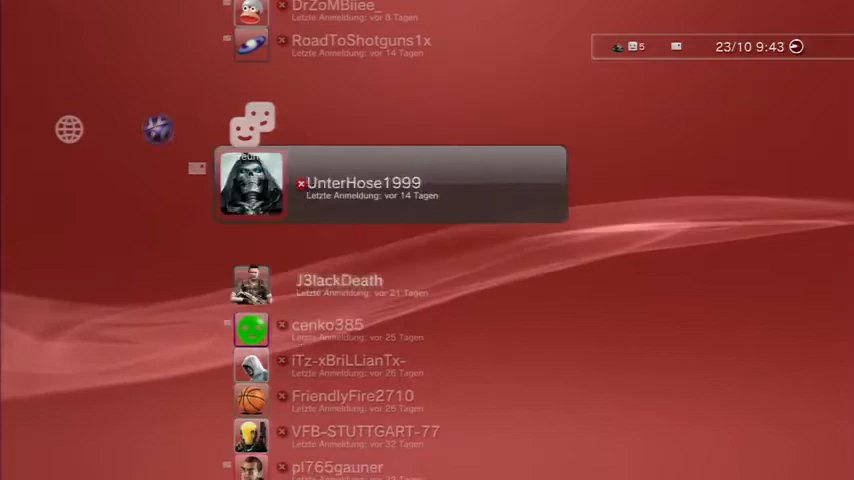 DrZoMBiiee_
Letzte Anmeldung: vor 8 Tagen
RoadToShotguns1x
Letzte Anmeldung: vor 14 Tagen
5
23/10 9:43
UnterHose1999
Letzte Anmeldung: vor 14 Tagen
J3lackDeath
Letzte Anmeldung: vor 21 Tagen
cenko385
Letzte Anmeldung: vor 25 Tagen
iTz-xBriLLianTx-
Letzte Anmeldung: vor 26 Tagen
FriendlyFire2710
Letzte Anmeldung: vor 28 Tagen
VFB-STUTTGART-77
Letzte Anmeldung: vor 32 Tagen
pl765gauner